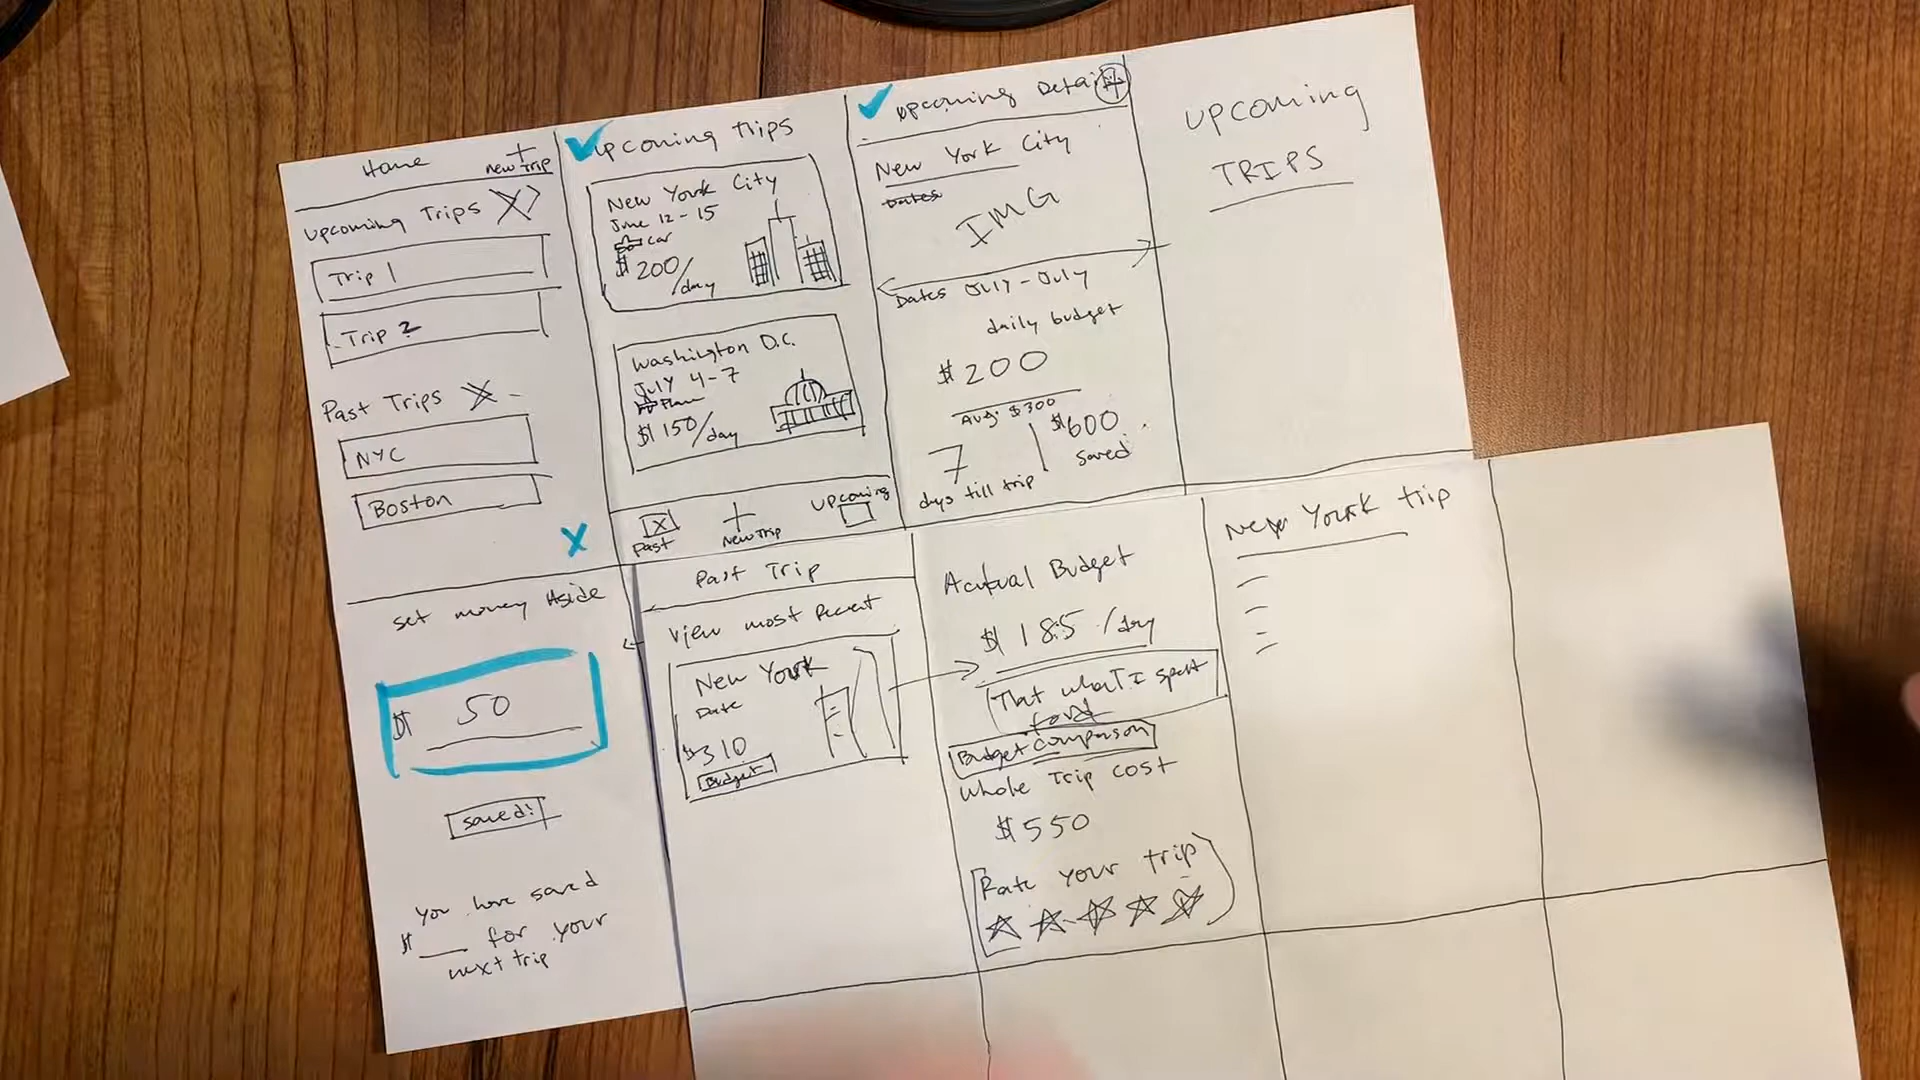 Home
+
new trip
Upcoming Trips
Trip 1
Trip 2
Past Trips
NYC
Boston
X
Upcoming trips
New York City
June 12-15
car
$200/day
Washington D.C.
July 4-7
Plane
$150/day
X
Past
+
New Trip
Upcoming
Upcoming Detail
+
New York City
Dates
IMG
Dates July-July
daily budget
$200
Avg: $300
7
days till trip
$600
saved
Upcoming
TRIPS
Set money Aside
$ 50
saved!
You have saved
$ ___ for your
next trip
Past Trip
View most Recent
New York
Date
$310
Budget
Acutual Budget
$185/day
That what I spent
Budget comparison
Whole Trip cost
$550
Rate your trip
New York trip